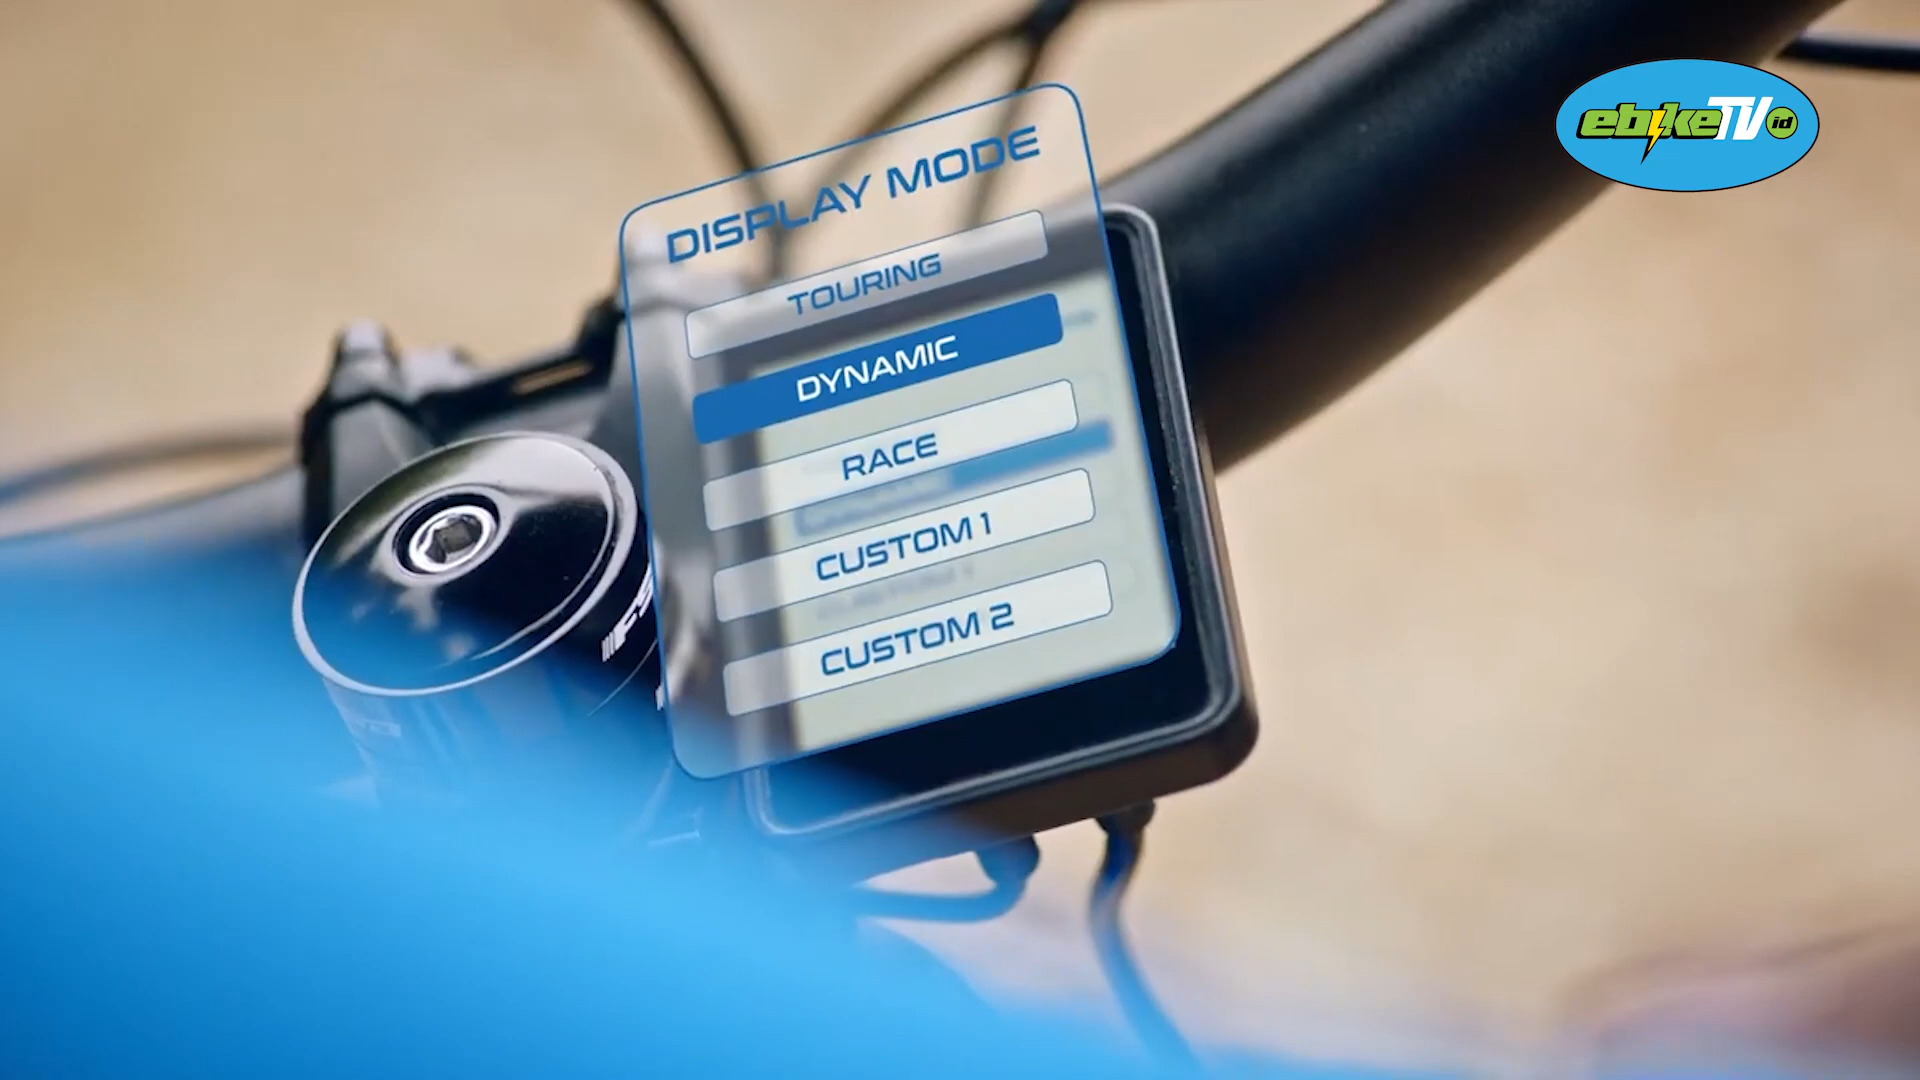 ebikeTV id
DISPLAY MODE
TOURING
DYNAMIC
RACE
CUSTOM 1
CUSTOM 2